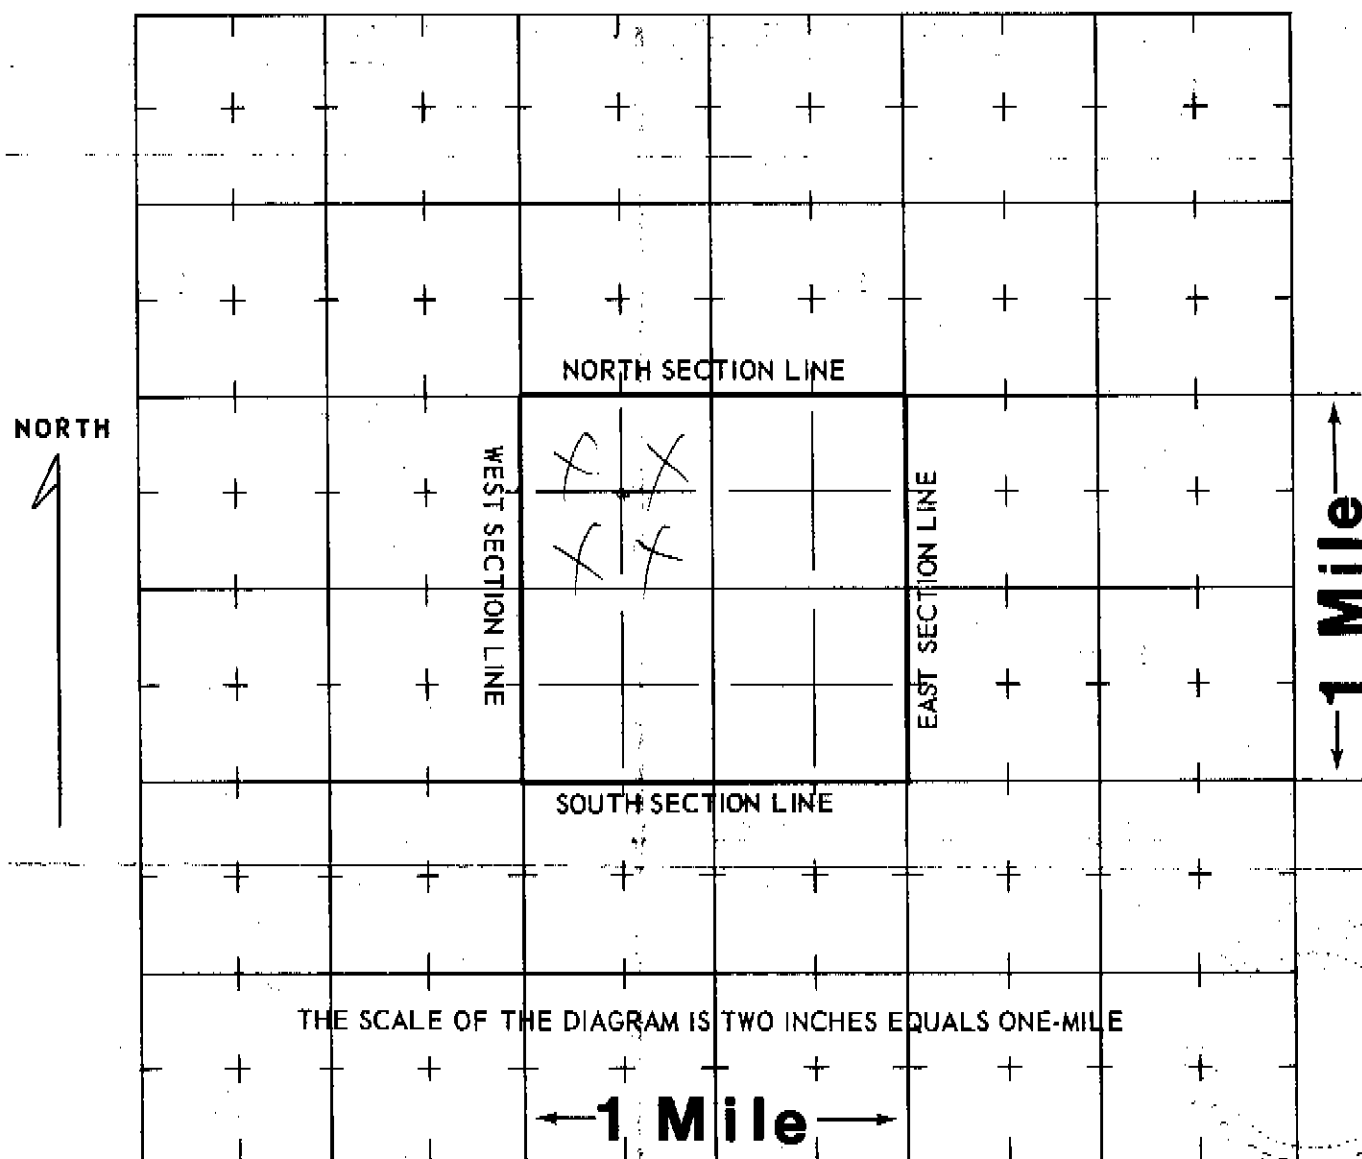 NORTH SECTION LINE
NORTH
WEST SECTION LINE
EAST SECTION LINE
1 Mile
SOUTH SECTION LINE
THE SCALE OF THE DIAGRAM IS TWO INCHES EQUALS ONE-MILE
1 Mile
X X
X X